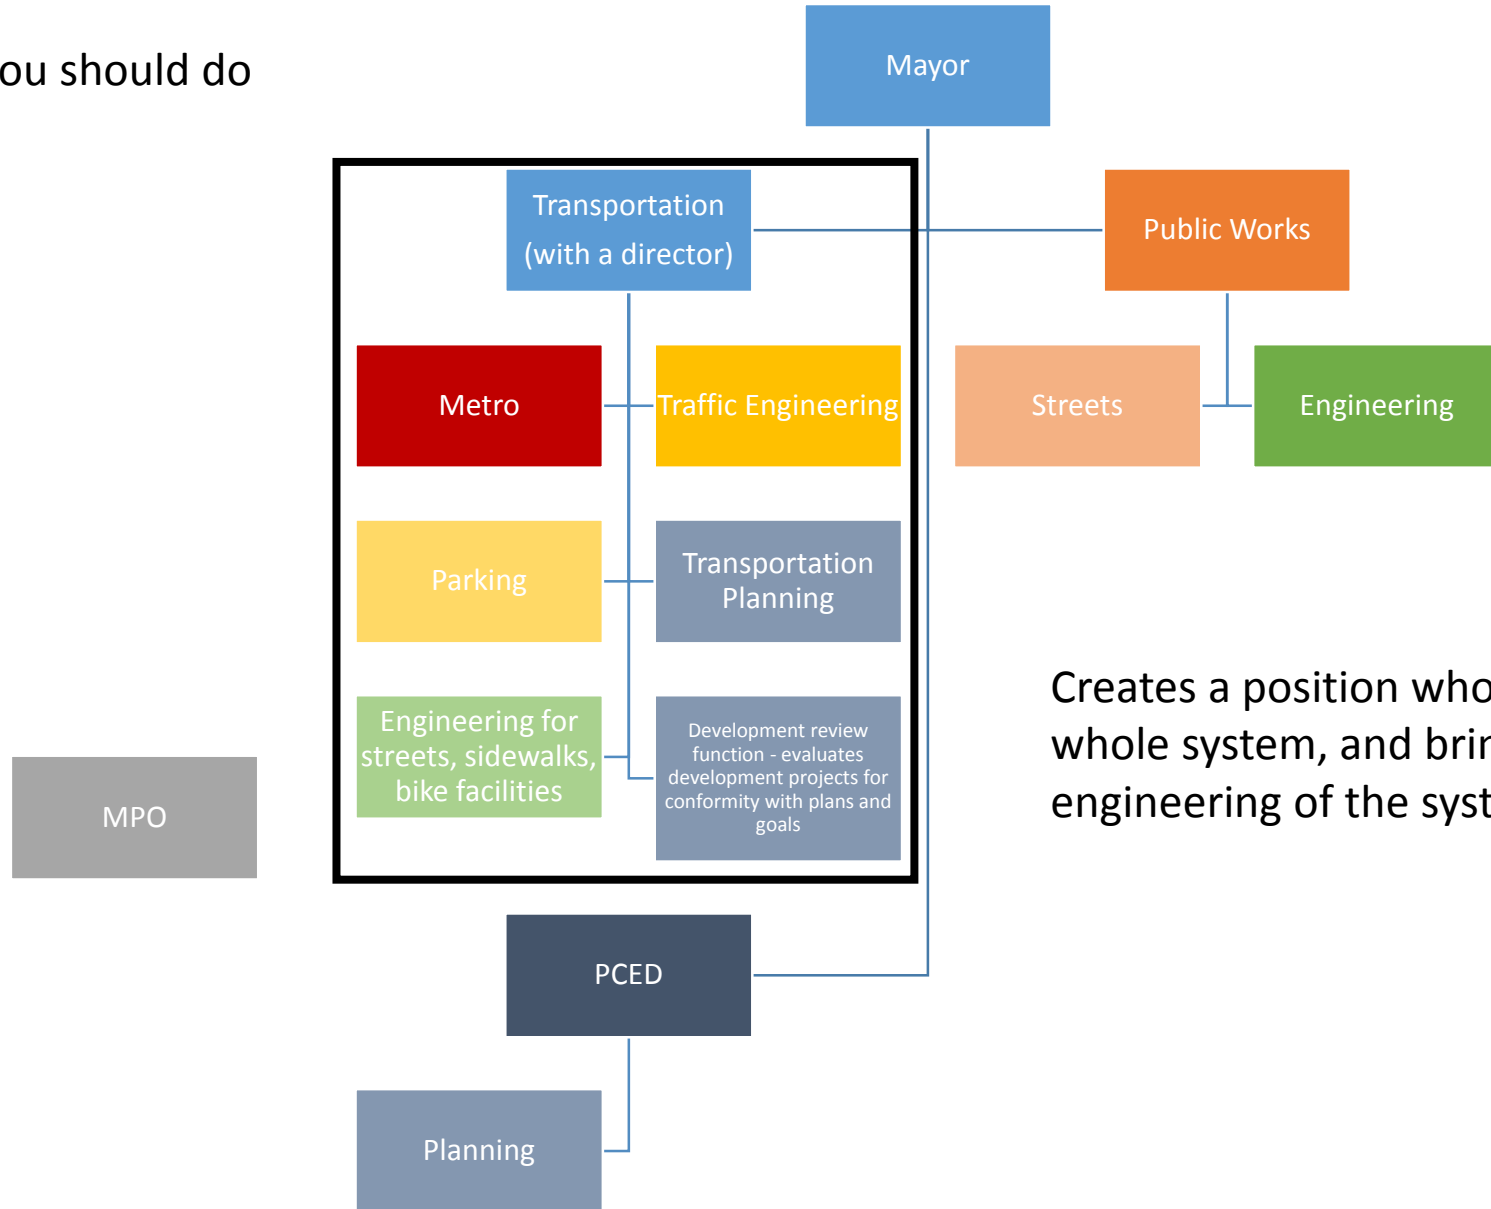 ou should do
Mayor
Transportation
(with a director)
Public Works
Metro
Traffic Engineering
Streets
Engineering
Parking
Transportation
Planning
Engineering for
streets, sidewalks,
bike facilities
Development review
function - evaluates
development projects for
conformity with plans and
goals
Creates a position who
whole system, and brin
engineering of the syst
MPO
PCED
Planning